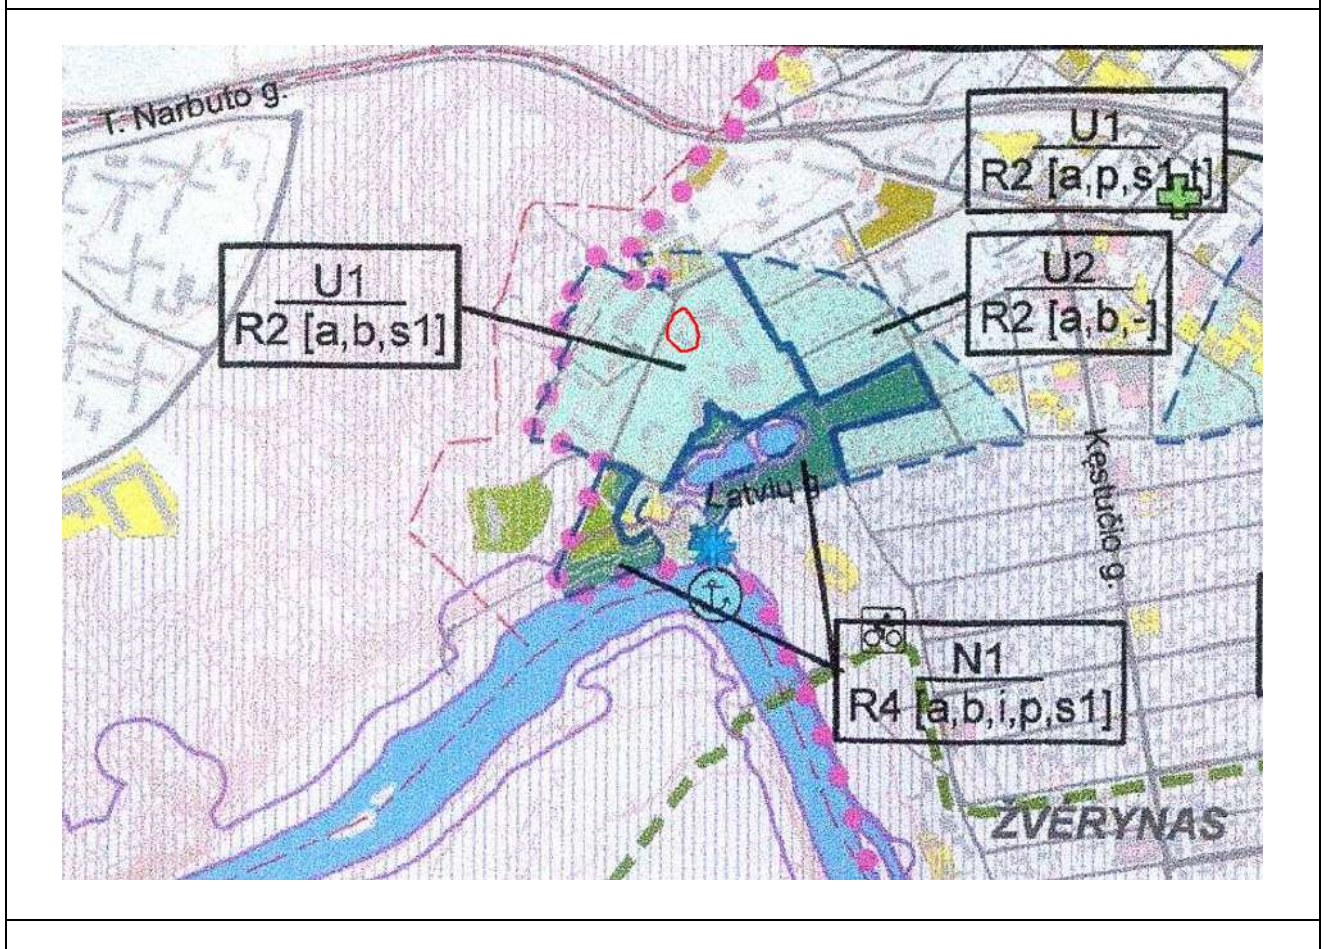 T. Narbuto g.
U1
R2 [a,p,s1,t]
U1
R2 [a,b,s1]
U2
R2 [a,b,-]
Latvių g.
Kęstučio g.
N1
R4 [a,b,i,p,s1]
ŽVĖRYNAS